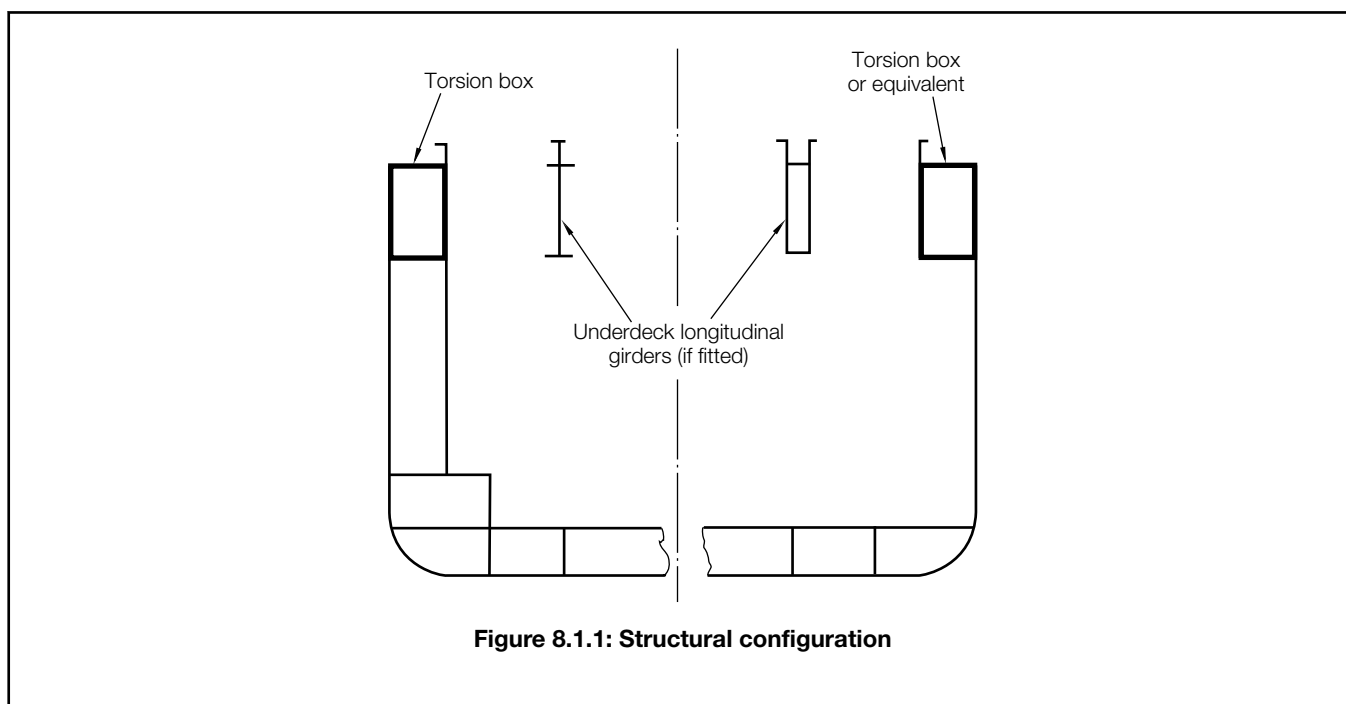 Torsion box
Torsion box
or equivalent
Underdeck longitudinal
girders (if fitted)
Figure 8.1.1: Structural configuration